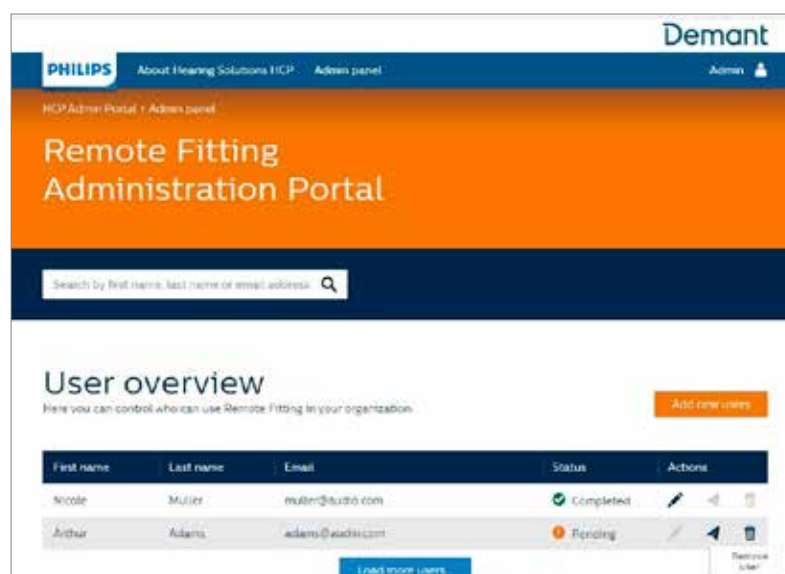 Demant
PHILIPS About Hearing Solutions HCP Admin panel Admin
HCP Admin Portal › Admin panel
Remote Fitting
Administration Portal
Search by first name, last name or email address
User overview
Here you can control who can use Remote Fitting in your organization
Add new users
First name Last name Email Status Actions
Nicole Muller muller@audio.com Completed
Arthur Adams adams@audio.com Pending
Load more users
Remove
user